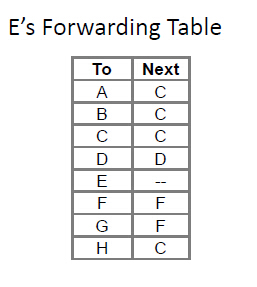 E's Forwarding Table
To Next
A C
B C
C C
D D
E --
F F
G F
H C